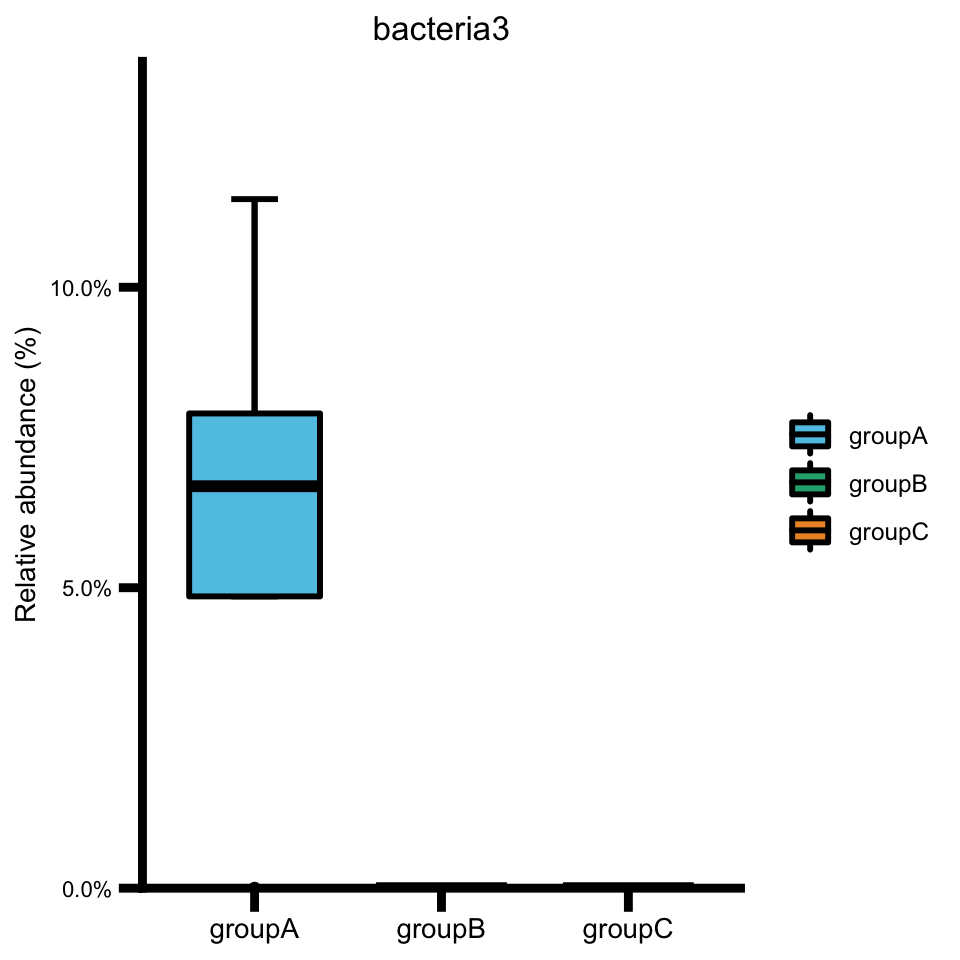 bacteria3
Relative abundance (%)
10.0%
5.0%
0.0%
groupA
groupB
groupC
groupA
groupB
groupC